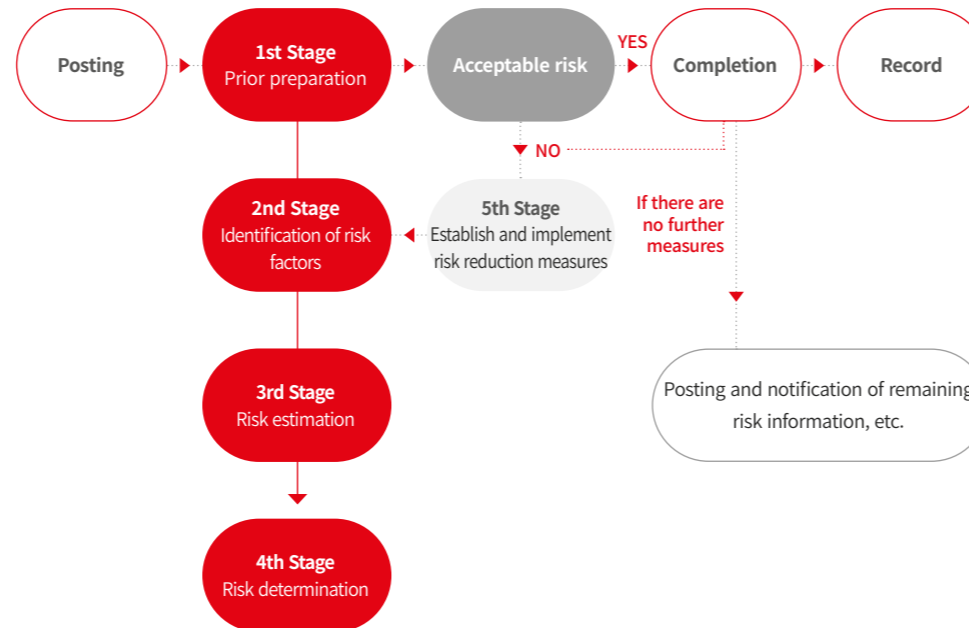 Posting
1st Stage
Prior preparation
Acceptable risk
YES
Completion
Record
NO
2nd Stage
Identification of risk
factors
5th Stage
Establish and implement
risk reduction measures
If there are
no further
measures
3rd Stage
Risk estimation
Posting and notification of remaining
risk information, etc.
4th Stage
Risk determination